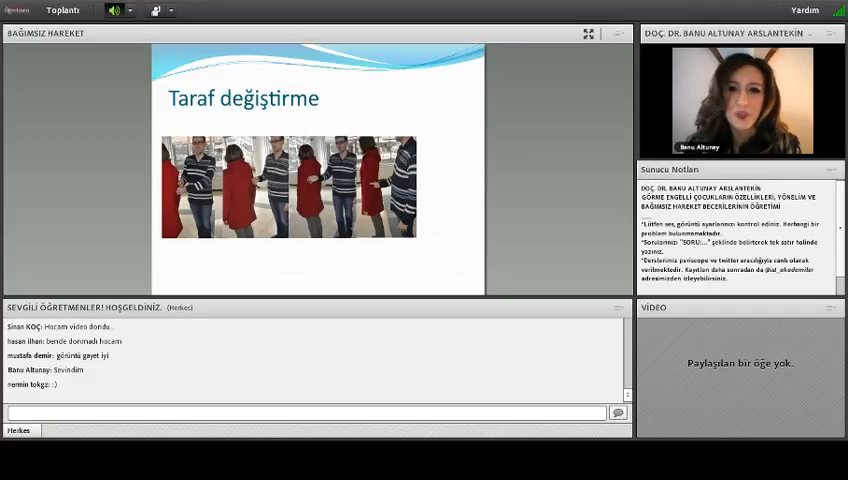 Öğretmen Toplantı Yardım
BAĞIMSIZ HAREKET
Taraf değiştirme
DOÇ. DR. BANU ALTUNAY ARSLANTEKİN ..
Banu Altunay
Sunucu Notları
DOÇ. DR. BANU ALTUNAY ARSLANTEKİN
GÖRME ENGELLİ ÇOCUKLARIN ÖZELLİKLERİ, YÖNELİM VE
BAĞIMSIZ HAREKET BECERİLERİNİN ÖĞRETİMİ
*Lütfen ses, görüntü ayarlarınızı kontrol ediniz. Herhangi bir
problem bulunmamaktadır.
*Sorularınızı "SORU:..." şeklinde belirterek tek satır halinde
yazınız.
*Derslerimiz periscope ve twitter aracılığıyla canlı olarak
verilmektedir. Kayıtları daha sonradan da @ist_akademiler
adresimizden izleyebilirsiniz.
SEVGİLİ ÖĞRETMENLER! HOŞGELDİNİZ. (Herkes)
Sinan KOÇ: Hocam video dondu..
hasan ilhan: bende donmadı hocam
mustafa demir: görüntü gayet iyi
Banu Altunay: Sevindim
nermin tokgz: :)
Herkes
VİDEO
Paylaşılan bir öğe yok.